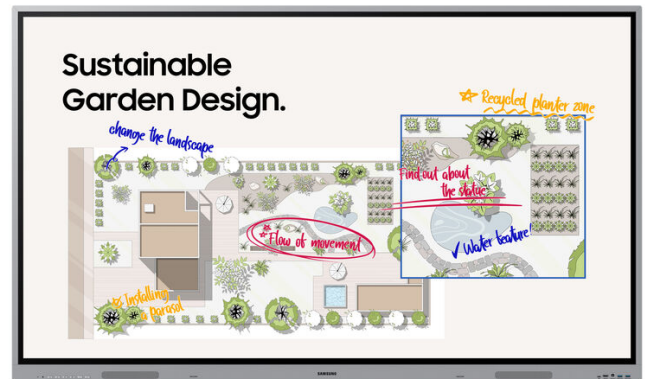 Sustainable
Garden Design.
☆ Recycled planter zone
change the landscape
Find out about
the statue
☆ Flow of movement
✓ Water feature!
☆ Installing
a parasol
SAMSUNG